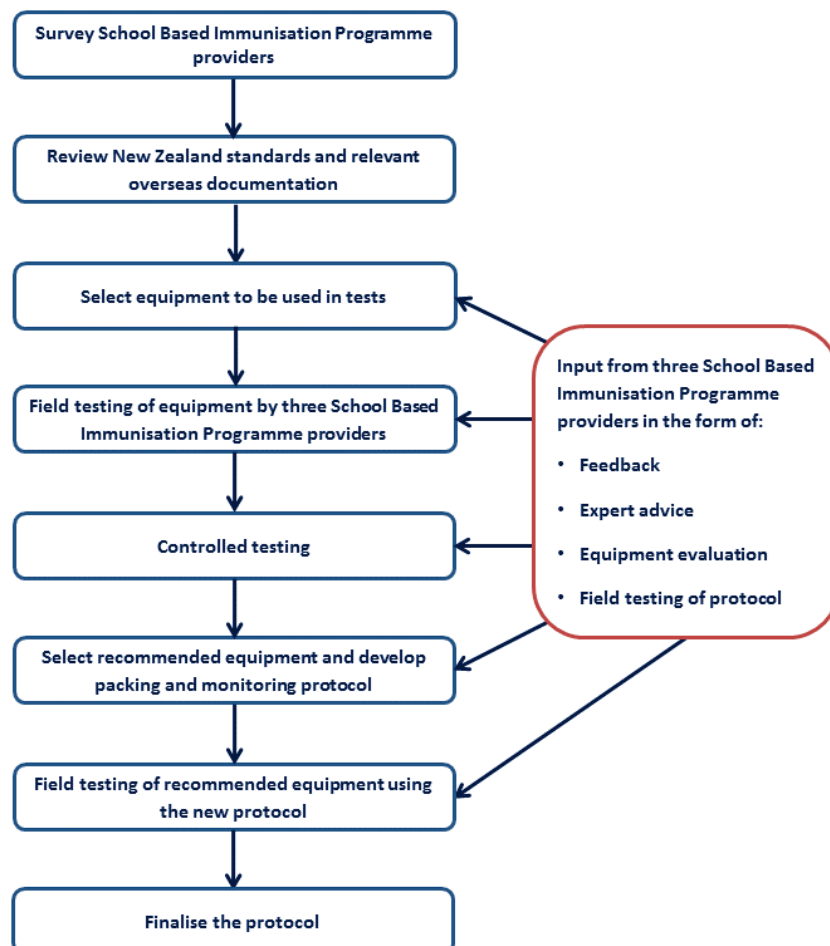 Survey School Based Immunisation Programme
providers
Review New Zealand standards and relevant
overseas documentation
Select equipment to be used in tests
Field testing of equipment by three School Based
Immunisation Programme providers
Controlled testing
Select recommended equipment and develop
packing and monitoring protocol
Field testing of recommended equipment using
the new protocol
Finalise the protocol
Input from three School Based
Immunisation Programme
providers in the form of:
• Feedback
• Expert advice
• Equipment evaluation
• Field testing of protocol